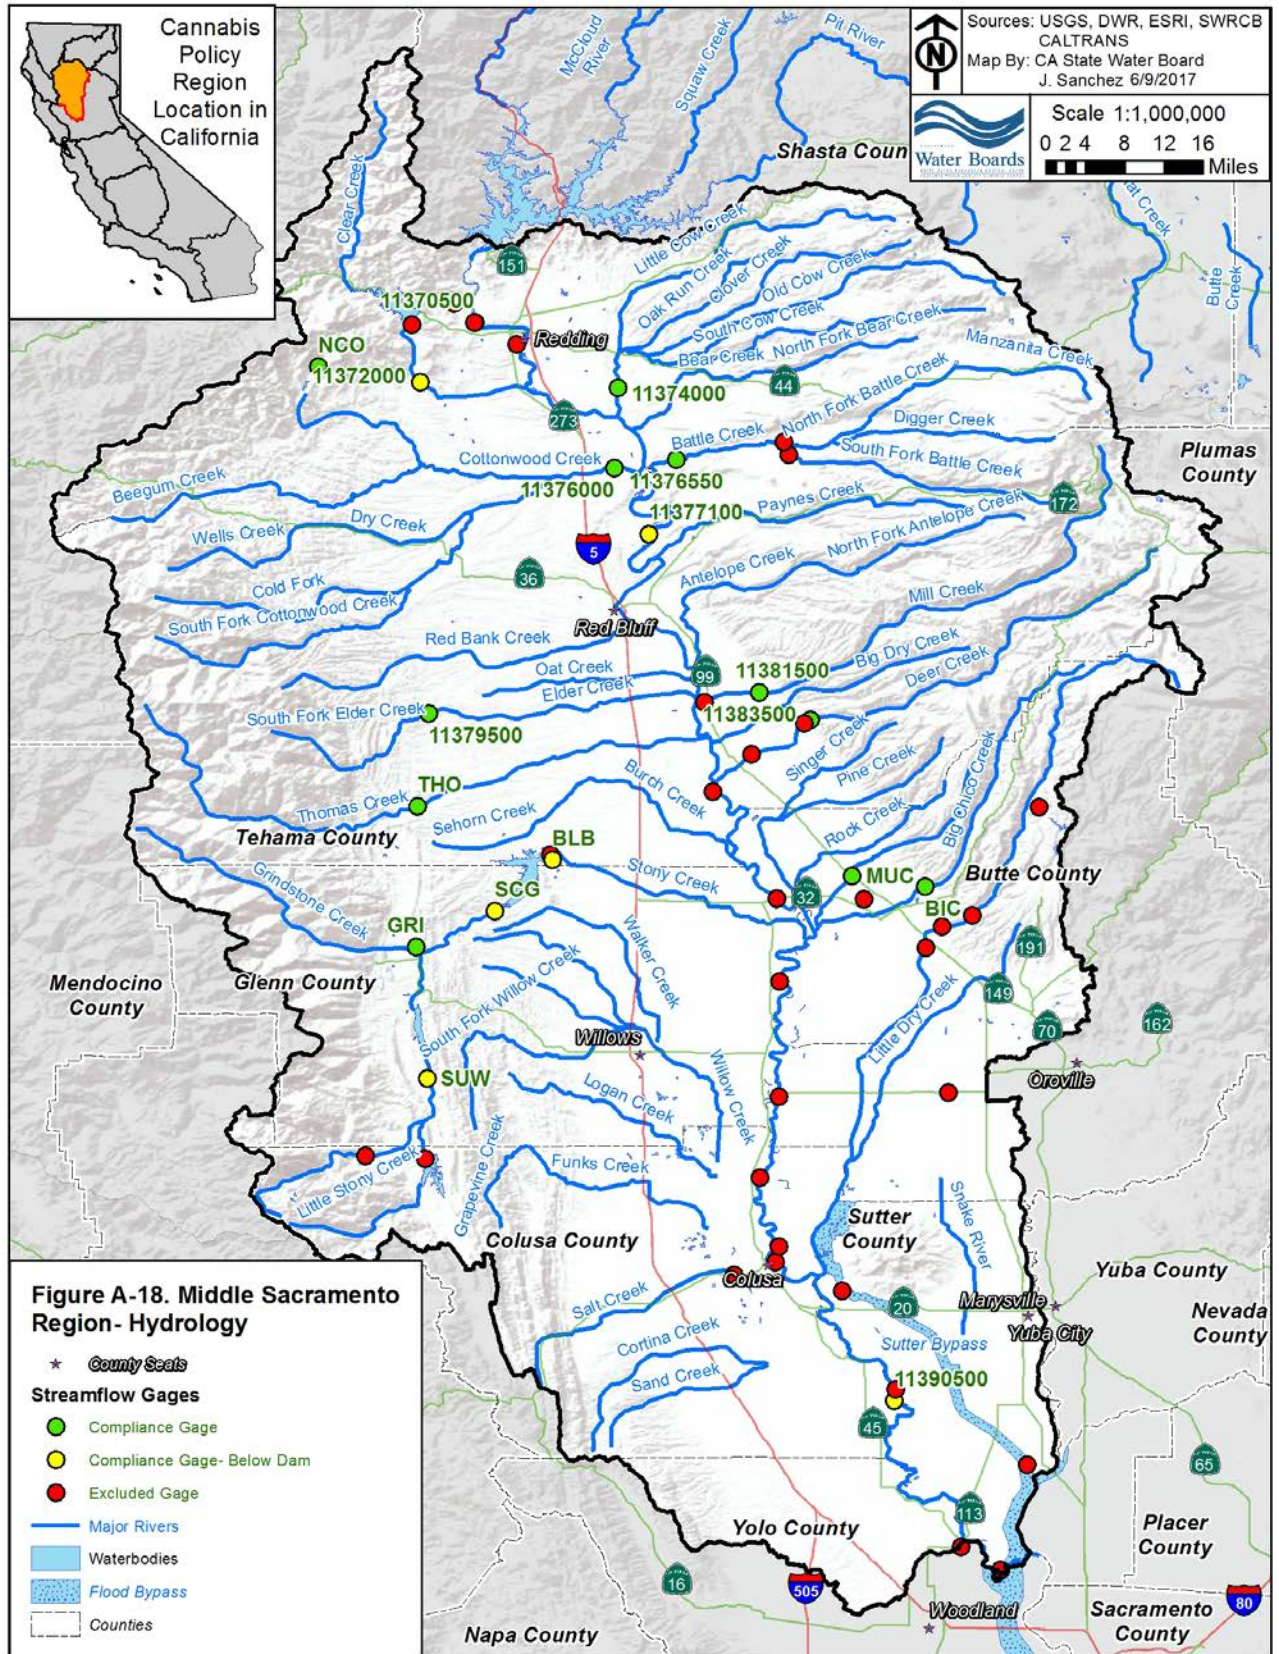 Cannabis
Policy
Region
Location in
California
Sources: USGS, DWR, ESRI, SWRCB
CALTRANS
Map By: CA State Water Board
J. Sanchez 6/9/2017
N
Water Boards
Scale 1:1,000,000
0 2 4 8 12 16
Miles
McCloud
River
Squaw Creek
Pit River
Shasta Coun
Hat Creek
Butte
Creek
Clear Creek
151
Little Cow Creek
Oak Run Creek
Clover Creek
Old Cow Creek
South Cow Creek
Bear Creek
North Fork Bear Creek
Manzanita Creek
11370500
Redding
NCO
11372000
11374000
44
273
North Fork Battle Creek
Battle Creek
Digger Creek
South Fork Battle Creek
Plumas
County
Cottonwood Creek
11376000
11376550
Beegum Creek
172
Paynes Creek
11377100
Dry Creek
Wells Creek
North Fork Antelope Creek
5
Antelope Creek
36
Cold Fork
South Fork Cottonwood Creek
Mill Creek
Red Bluff
Red Bank Creek
Oat Creek
Elder Creek
Big Dry Creek
Deer Creek
99
11381500
11383500
South Fork Elder Creek
11379500
Singer Creek
Pine Creek
THO
Burch Creek
Thomas Creek
Sehorn Creek
Rock Creek
Big Chico Creek
Tehama County
BLB
Stony Creek
MUC
Butte County
Grindstone Creek
SCG
32
BIC
GRI
Walker Creek
191
Mendocino
County
Glenn County
South Fork Willow Creek
149
Little Dry Creek
70
162
Willows
Oroville
SUW
Logan Creek
Willow Creek
Grapevine Creek
Funks Creek
Little Stony Creek
Snake River
Sutter
County
Colusa County
Colusa
Yuba County
Salt Creek
20
Marysville
Yuba City
Nevada
County
Cortina Creek
Sutter Bypass
Sand Creek
11390500
45
65
113
Yolo County
Placer
County
16
505
Woodland
80
Sacramento
County
Napa County
Figure A-18. Middle Sacramento
Region- Hydrology
County Seats
Streamflow Gages
Compliance Gage
Compliance Gage- Below Dam
Excluded Gage
Major Rivers
Waterbodies
Flood Bypass
Counties